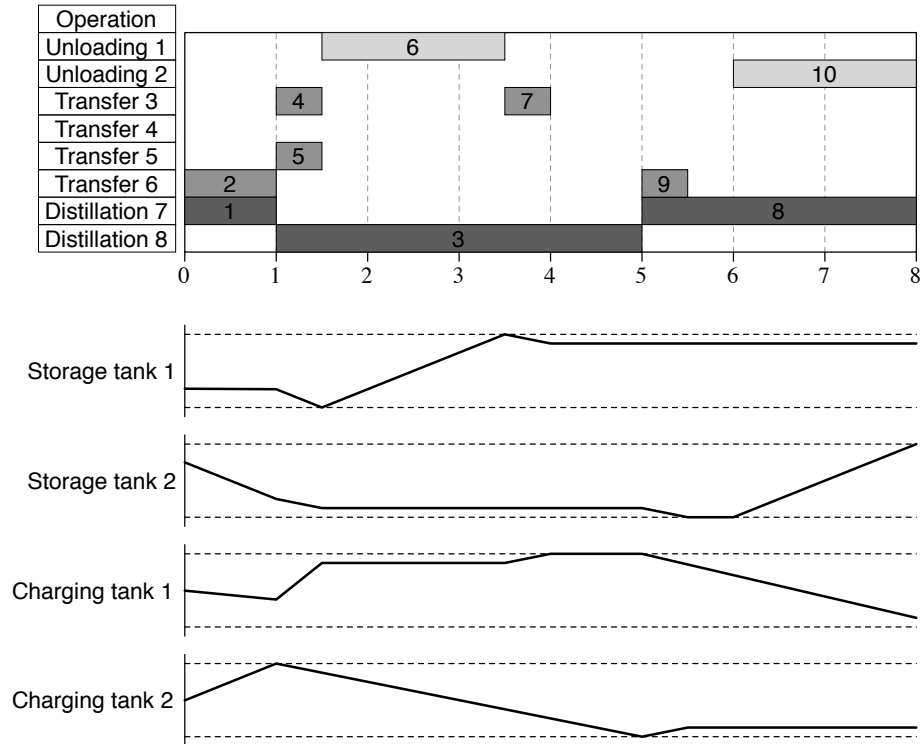 Operation
Unloading 1 6
Unloading 2 10
Transfer 3 4 7
Transfer 4
Transfer 5 5
Transfer 6 2 9
Distillation 7 1 8
Distillation 8 3
0 1 2 3 4 5 6 7 8
Storage tank 1
Storage tank 2
Charging tank 1
Charging tank 2